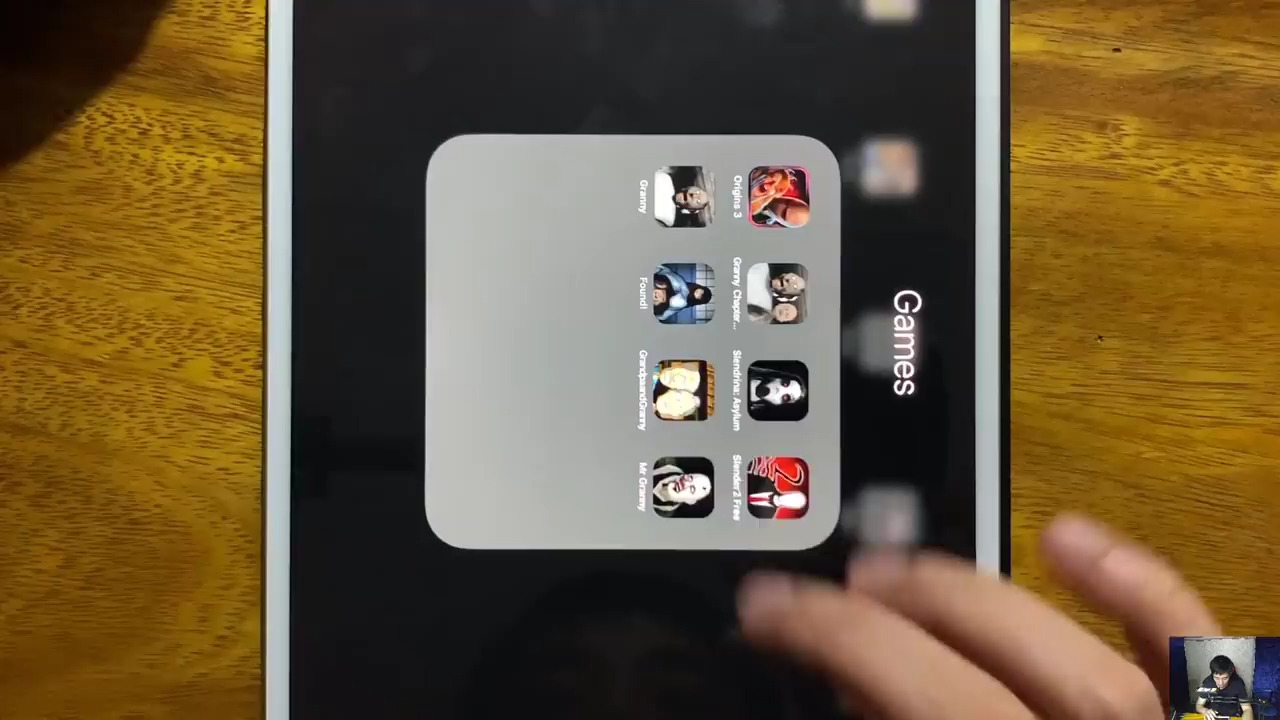 Games
Origins 3
Granny Chapter...
Slendrina: Asylum
Slender2 Free
Granny
Found!
GrandpaandGranny
Mr Granny